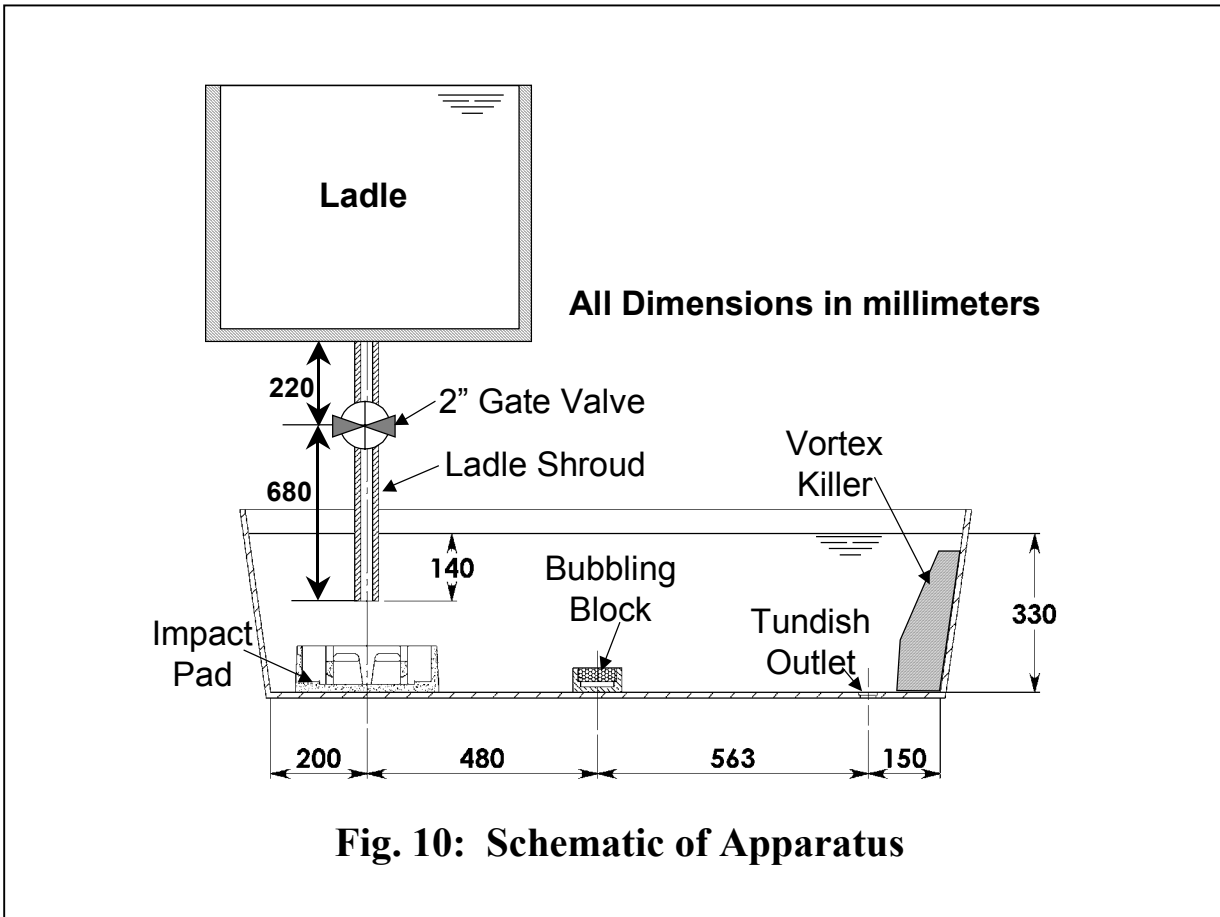 Ladle
All Dimensions in millimeters
220
2” Gate Valve
Ladle Shroud
680
Vortex
Killer
140
Bubbling
Block
330
Impact
Pad
Tundish
Outlet
200
480
563
150
Fig. 10: Schematic of Apparatus